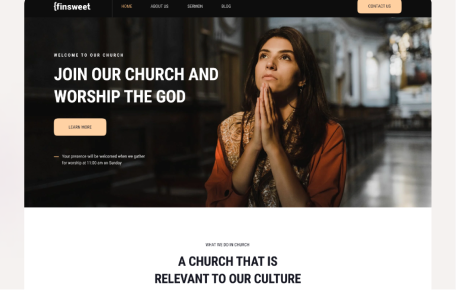 {finsweet
HOME ABOUT US SERMON BLOG
CONTACT US
WELCOME TO OUR CHURCH
JOIN OUR CHURCH AND
WORSHIP THE GOD
LEARN MORE
Your presence will be welcomed when we gather
for worship at 11:00 am on Sunday
WHAT WE DO IN CHURCH
A CHURCH THAT IS
RELEVANT TO OUR CULTURE